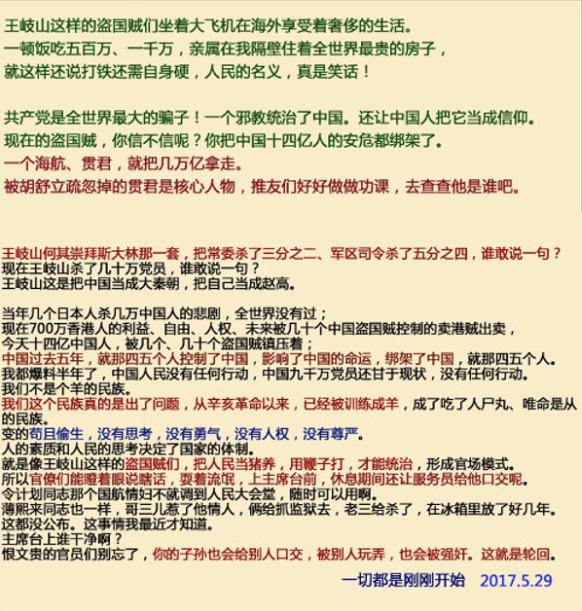 王岐山这样的盗国贼们坐着大飞机在海外享受着奢侈的生活。
一顿饭吃五百万、一千万，亲属在我隔壁住着全世界最贵的房子，
就这样还说打铁还需自身硬，人民的名义，真是笑话！
共产党是全世界最大的骗子！一个邪教统治了中国。还让中国人把它当成信仰。
现在的盗国贼，你信不信呢？你把中国十四亿人的安危都绑架了。
一个海航、贯君，就把几万亿拿走。
被胡舒立疏忽掉的贯君是核心人物，推友们好好做做功课，去查查他是谁吧。
王岐山何其崇拜斯大林那一套，把常委杀了三分之二、军区司令杀了五分之四，谁敢说一句？
现在王岐山杀了几十万党员，谁敢说一句？
王岐山这是把中国当成大秦朝，把自己当成赵高。
当年几个日本人杀几万中国人的悲剧，全世界没有过；
现在700万香港人的利益、自由、人权、未来被几十个中国盗国贼控制的卖港贼出卖，
今天十四亿中国人，被几个、几十个盗国贼镇压着；
中国过去五年，就那四五个人控制了中国，影响了中国的命运，绑架了中国，就那四五个人。
我都爆料半年了，中国人民没有任何行动。中国九千万党员还甘于现状，没有任何行动。
我们不是个羊的民族。
我们这个民族真的是出了问题，从辛亥革命以来，已经被训练成羊，成了吃了人尸丸、唯命是从
的民族。
变的苟且偷生，没有思考，没有勇气，没有人权，没有尊严。
人的素质和人民的思考决定了国家的体制。
就是像王岐山这样的盗国贼们，把人民当猪养，用鞭子打，才能统治，形成官场模式。
所以官僚们能瞪着眼说瞎话，耍着流氓，上主席台前，休息期间还让服务员给他口交呢。
令计划同志那个国航情妇不就调到人民大会堂，随时可以用啊。
薄熙来同志也一样，哥三儿惹了他情人，俩给抓监狱去，老三给杀了，在冰箱里放了好几年。
这都没公布。这事情我最近才知道。
主席台上谁干净啊？
恨文贵的官员们别忘了，你的子孙也会给别人口交，被别人玩弄，也会被强奸。这就是轮回。
一切都是刚刚开始 2017.5.29